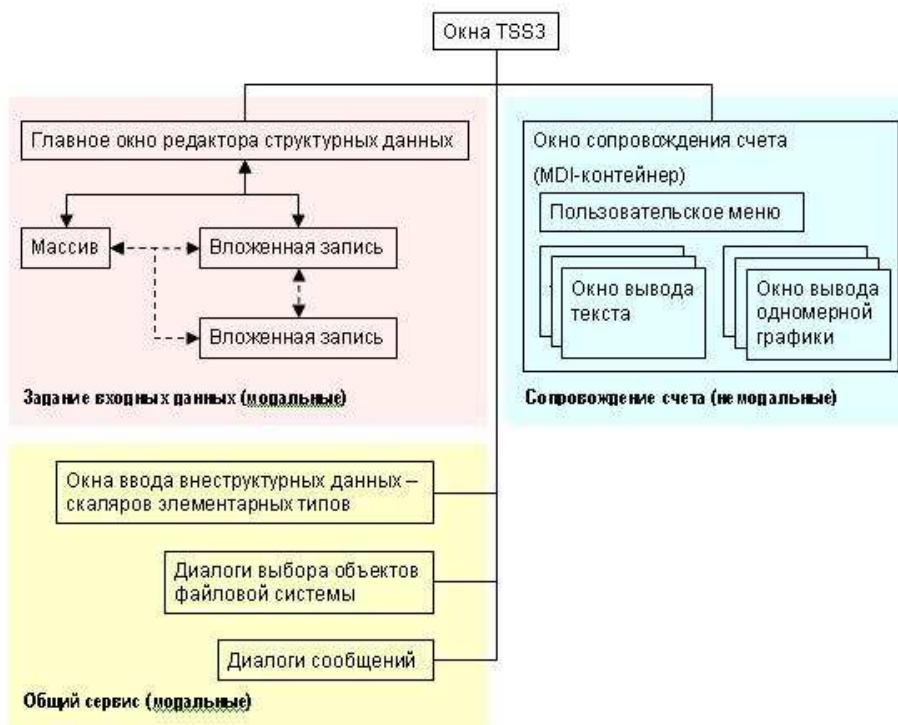 Окна TSS3
Главное окно редактора структурных данных
Массив
Вложенная запись
Вложенная запись
Задание входных данных (модальные)
Окно сопровождения счета
(MDI-контейнер)
Пользовательское меню
Окно вывода
текста
Окно вывода
одномерной
графики
Сопровождение счета (немодальные)
Окна ввода внеструктурных данных –
скаляров элементарных типов
Диалоги выбора объектов
файловой системы
Диалоги сообщений
Общий сервис (модальные)